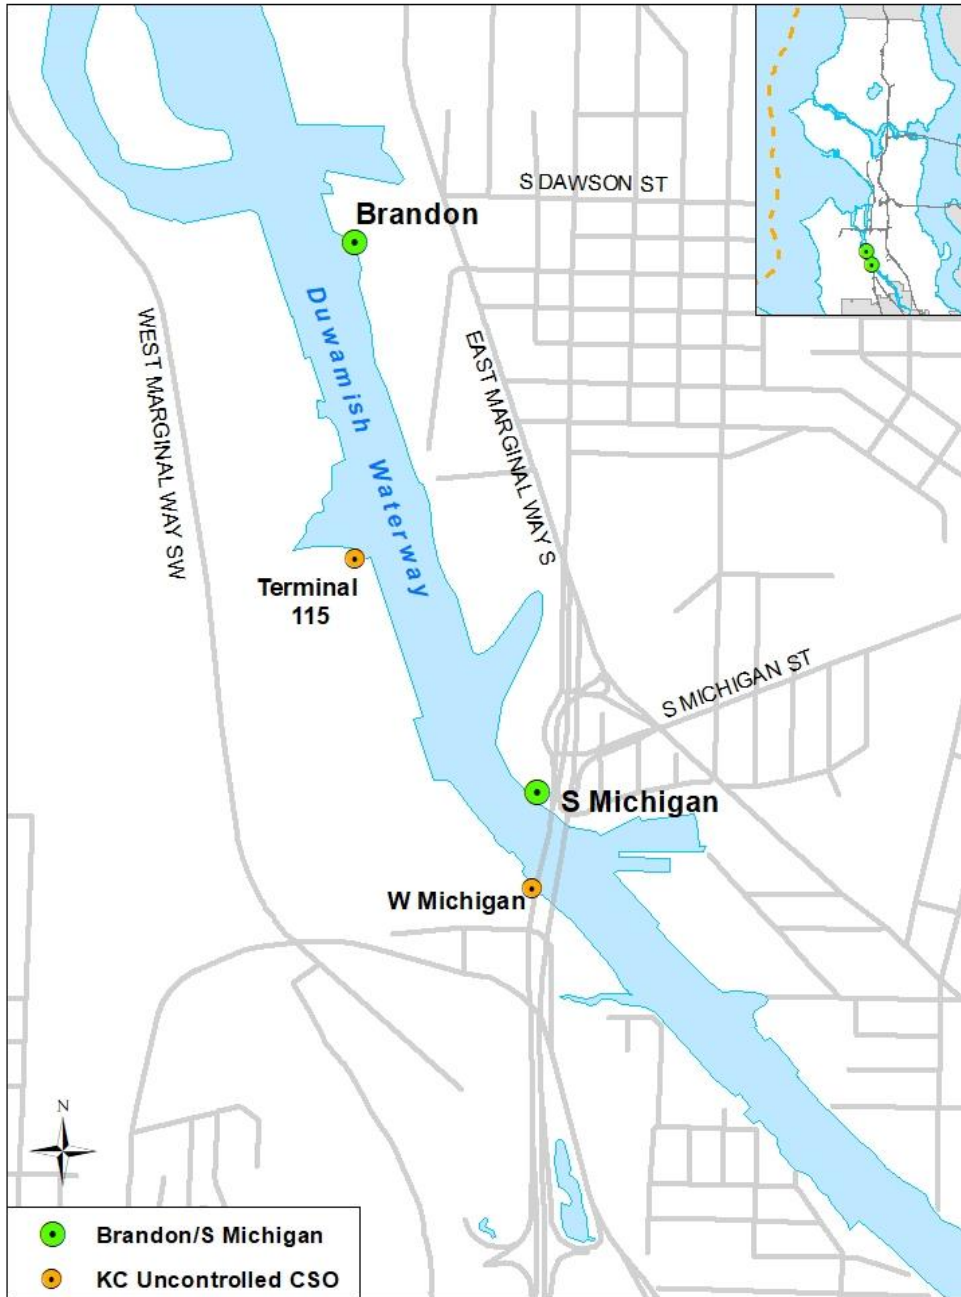 S DAWSON ST
Brandon
Duwamish Waterway
WEST MARGINAL WAY SW
EAST MARGINAL WAY S
Terminal
115
S MICHIGAN ST
S Michigan
W Michigan
N
Brandon/S Michigan
KC Uncontrolled CSO